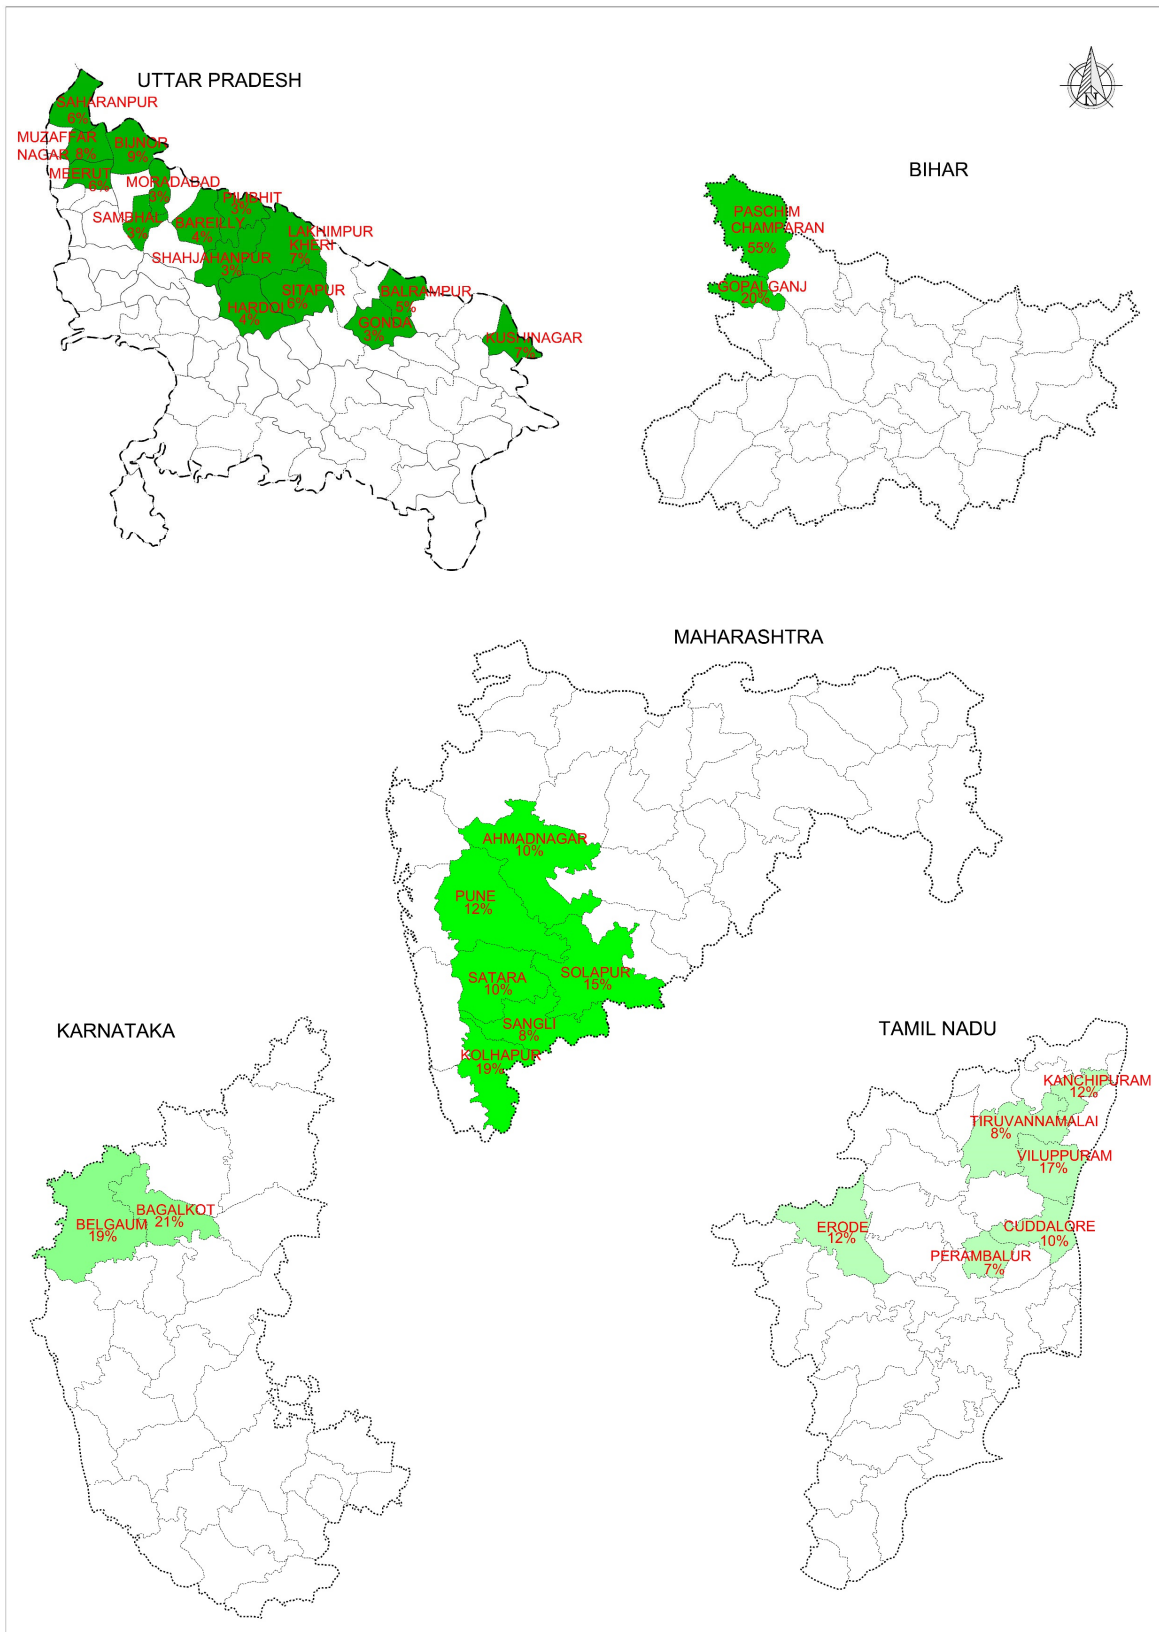 UTTAR PRADESH
SAHARANPUR
6%
MUZAFFAR
NAGAR
8%
BIJNOR
9%
MEERUT
6%
MORADABAD
3%
SAMBHAL
3%
BAREILLY
4%
PILIBHIT
3%
LAKHIMPUR
KHERI
7%
SHAHJAHANPUR
3%
SITAPUR
6%
HARDOI
4%
BALRAMPUR
5%
GONDA
3%
KUSHINAGAR
7%
N
BIHAR
PASCHIM
CHAMPARAN
55%
GOPALGANJ
20%
MAHARASHTRA
AHMADNAGAR
10%
PUNE
12%
SATARA
10%
SOLAPUR
15%
SANGLI
8%
KOLHAPUR
19%
KARNATAKA
BAGALKOT
21%
BELGAUM
19%
TAMIL NADU
KANCHIPURAM
12%
TIRUVANNAMALAI
8%
VILUPPURAM
17%
ERODE
12%
CUDDALORE
10%
PERAMBALUR
7%